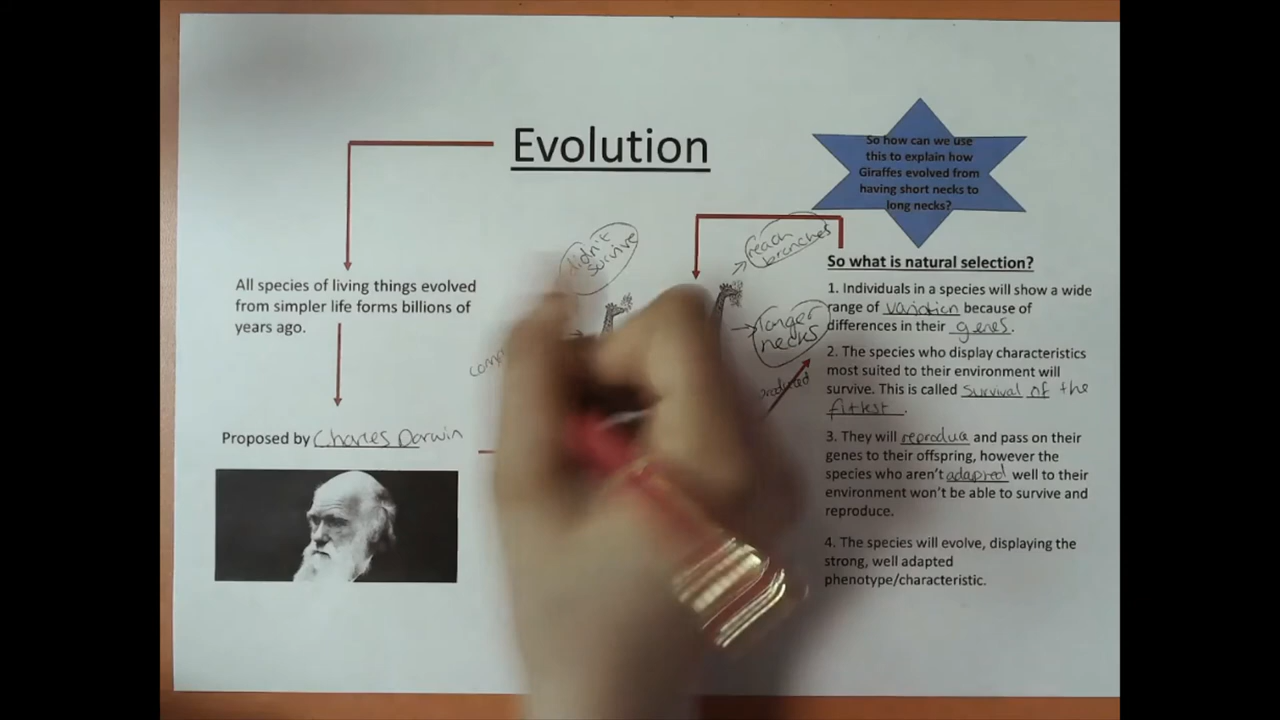 Evolution
So how can we use
this to explain how
Giraffes evolved from
having short necks to
long necks?
All species of living things evolved
from simpler life forms billions of
years ago.
Proposed by Charles Darwin
didn't
survive
reach
branches
longer
necks
So what is natural selection?
1. Individuals in a species will show a wide
range of variation because of
differences in their genes.
2. The species who display characteristics
most suited to their environment will
survive. This is called survival of the
fittest.
3. They will reproduce and pass on their
genes to their offspring, however the
species who aren't adapted well to their
environment won't be able to survive and
reproduce.
4. The species will evolve, displaying the
strong, well adapted
phenotype/characteristic.